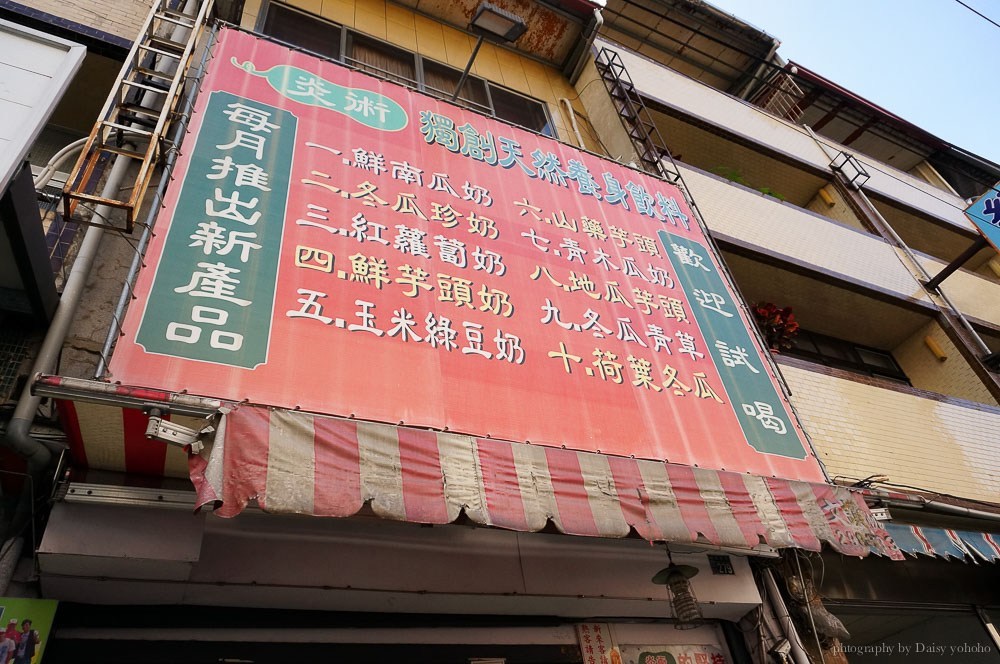 炎術
獨創天然養身飲料
每月推出新產品
一.鮮南瓜奶
二.冬瓜珍奶
三.紅蘿蔔奶
四.鮮芋頭奶
五.玉米綠豆奶
六.山藥芋頭
七.青木瓜奶
八.地瓜芋頭
九.冬瓜青草
十.荷葉冬瓜
歡迎試喝
photography by Daisy yohoho